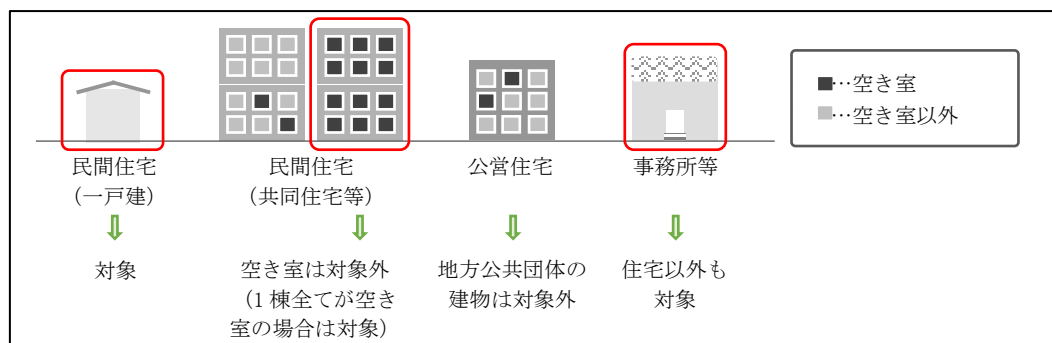 ■…空き室
■…空き室以外
民間住宅
（一戸建）
民間住宅
（共同住宅等）
公営住宅
事務所等
対象
空き室は対象外
（1 棟全てが空き
室の場合は対象）
地方公共団体の
建物は対象外
住宅以外も
対象